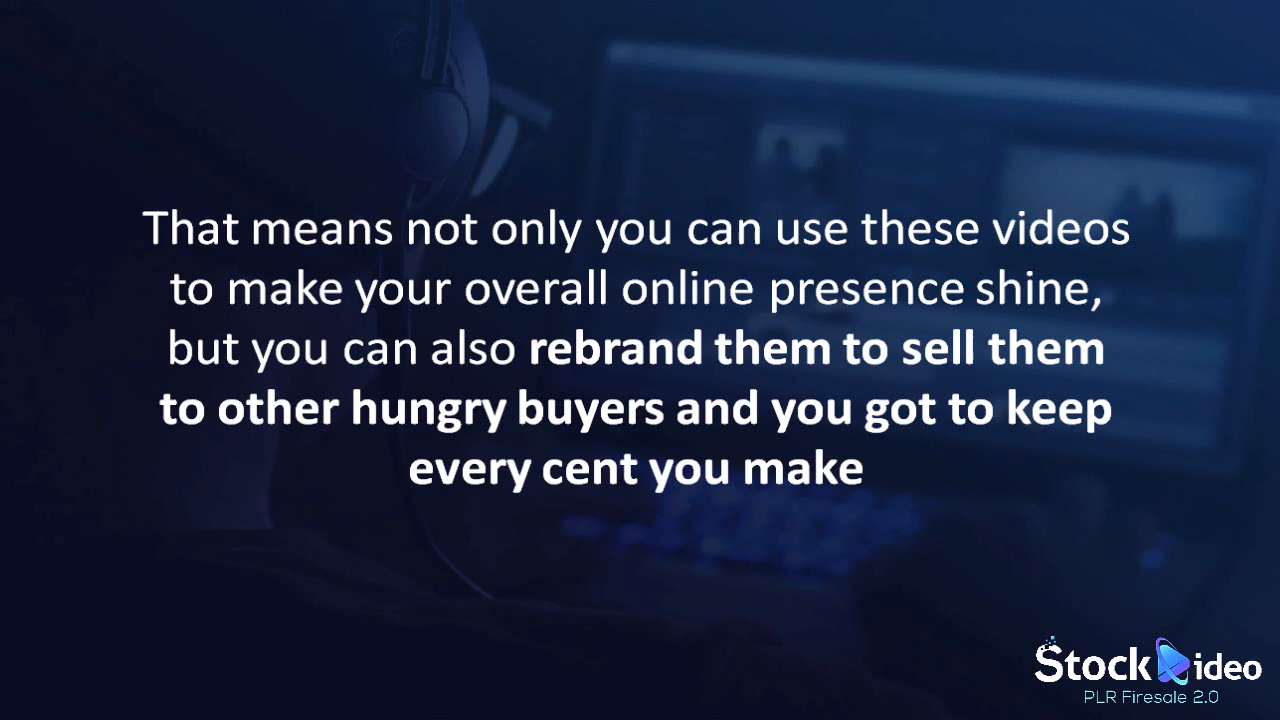 That means not only you can use these videos
to make your overall online presence shine,
but you can also rebrand them to sell them
to other hungry buyers and you got to keep
every cent you make
Stock ideo
PLR Firesale 2.0